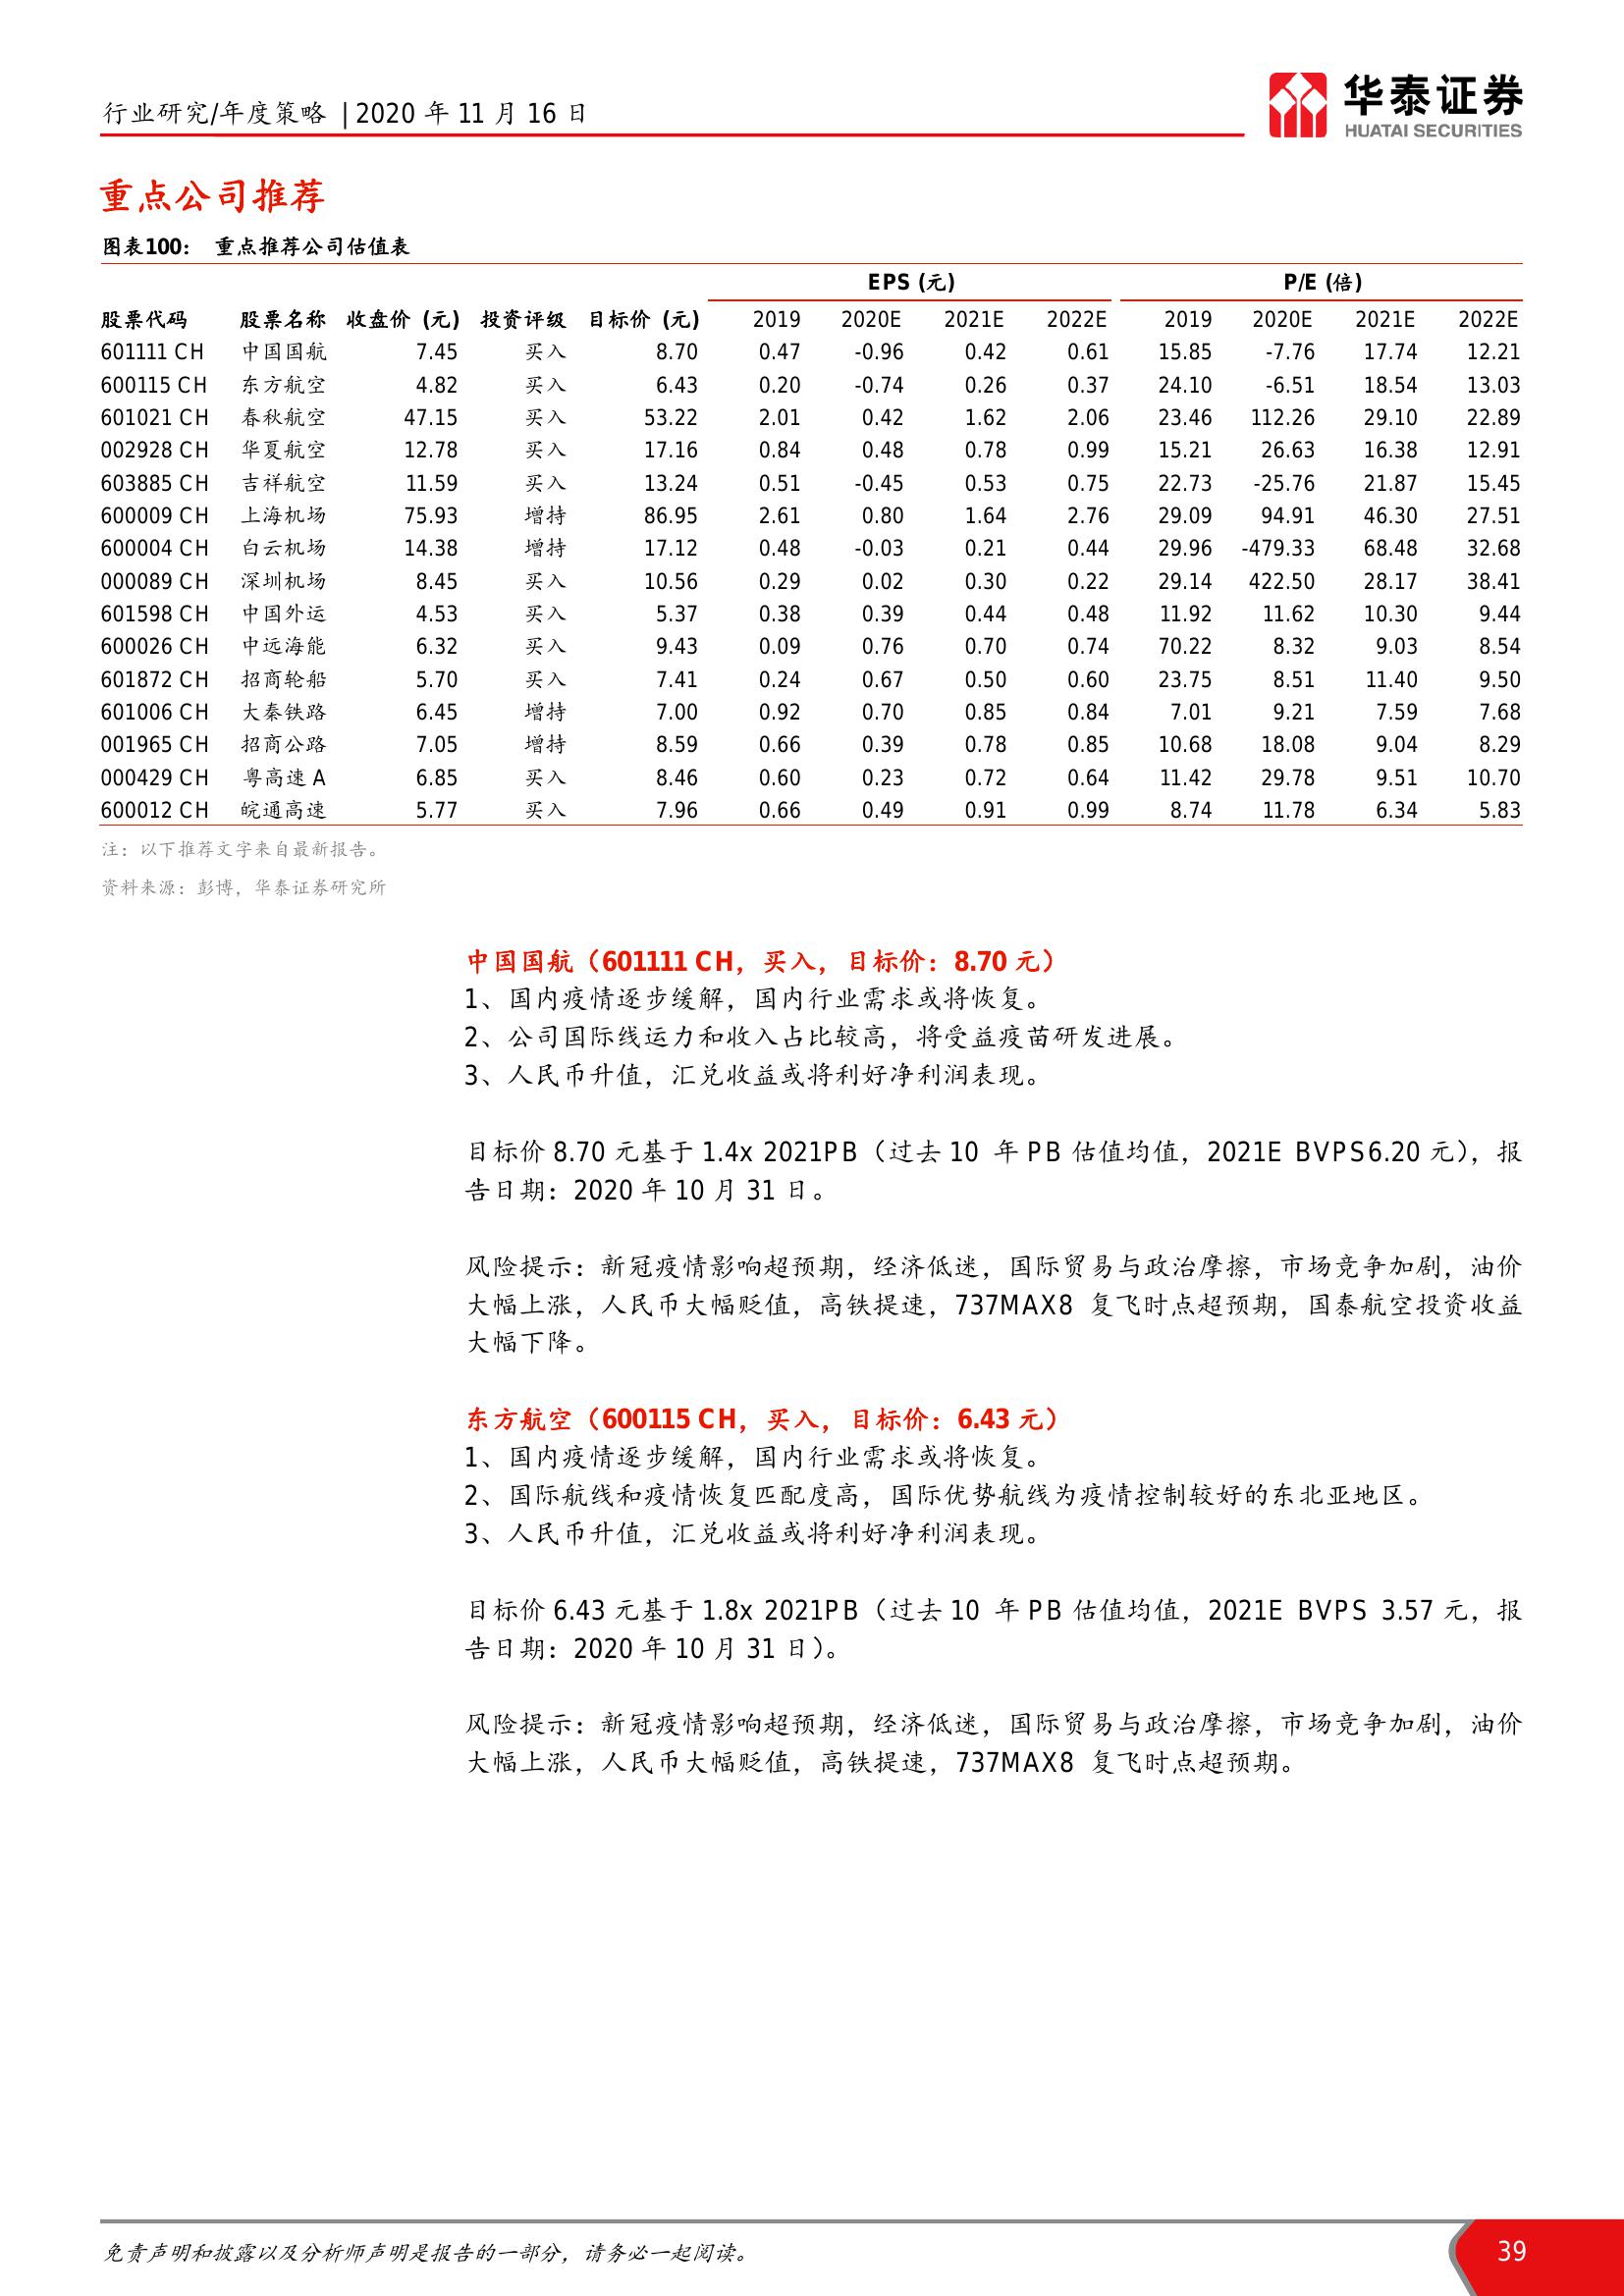 行业研究/年度策略 | 2020 年 11 月 16 日
华泰证券
HUATAI SECURITIES
重点公司推荐
图表100： 重点推荐公司估值表
EPS (元) P/E (倍)
股票代码 股票名称 收盘价 (元) 投资评级 目标价 (元) 2019 2020E 2021E 2022E 2019 2020E 2021E 2022E
601111 CH 中国国航 7.45 买入 8.70 0.47 -0.96 0.42 0.61 15.85 -7.76 17.74 12.21
600115 CH 东方航空 4.82 买入 6.43 0.20 -0.74 0.26 0.37 24.10 -6.51 18.54 13.03
601021 CH 春秋航空 47.15 买入 53.22 2.01 0.42 1.62 2.06 23.46 112.26 29.10 22.89
002928 CH 华夏航空 12.78 买入 17.16 0.84 0.48 0.78 0.99 15.21 26.63 16.38 12.91
603885 CH 吉祥航空 11.59 买入 13.24 0.51 -0.45 0.53 0.75 22.73 -25.76 21.87 15.45
600009 CH 上海机场 75.93 增持 86.95 2.61 0.80 1.64 2.76 29.09 94.91 46.30 27.51
600004 CH 白云机场 14.38 增持 17.12 0.48 -0.03 0.21 0.44 29.96 -479.33 68.48 32.68
000089 CH 深圳机场 8.45 买入 10.56 0.29 0.02 0.30 0.22 29.14 422.50 28.17 38.41
601598 CH 中国外运 4.53 买入 5.37 0.38 0.39 0.44 0.48 11.92 11.62 10.30 9.44
600026 CH 中远海能 6.32 买入 9.43 0.09 0.76 0.70 0.74 70.22 8.32 9.03 8.54
601872 CH 招商轮船 5.70 买入 7.41 0.24 0.67 0.50 0.60 23.75 8.51 11.40 9.50
601006 CH 大秦铁路 6.45 增持 7.00 0.92 0.70 0.85 0.84 7.01 9.21 7.59 7.68
001965 CH 招商公路 7.05 增持 8.59 0.66 0.39 0.78 0.85 10.68 18.08 9.04 8.29
000429 CH 粤高速 A 6.85 买入 8.46 0.60 0.23 0.72 0.64 11.42 29.78 9.51 10.70
600012 CH 皖通高速 5.77 买入 7.96 0.66 0.49 0.91 0.99 8.74 11.78 6.34 5.83
注：以下推荐文字来自最新报告。
资料来源：彭博，华泰证券研究所
中国国航（601111 CH，买入，目标价：8.70 元）
1、国内疫情逐步缓解，国内行业需求或将恢复。
2、公司国际线运力和收入占比较高，将受益疫苗研发进展。
3、人民币升值，汇兑收益或将利好净利润表现。
目标价 8.70 元基于 1.4x 2021PB（过去 10 年 PB 估值均值，2021E BVPS6.20 元），报
告日期：2020 年 10 月 31 日。
风险提示：新冠疫情影响超预期，经济低迷，国际贸易与政治摩擦，市场竞争加剧，油价
大幅上涨，人民币大幅贬值，高铁提速，737MAX8 复飞时点超预期，国泰航空投资收益
大幅下降。
东方航空（600115 CH，买入，目标价：6.43 元）
1、国内疫情逐步缓解，国内行业需求或将恢复。
2、国际航线和疫情恢复匹配度高，国际优势航线为疫情控制较好的东北亚地区。
3、人民币升值，汇兑收益或将利好净利润表现。
目标价 6.43 元基于 1.8x 2021PB（过去 10 年 PB 估值均值，2021E BVPS 3.57 元，报
告日期：2020 年 10 月 31 日）。
风险提示：新冠疫情影响超预期，经济低迷，国际贸易与政治摩擦，市场竞争加剧，油价
大幅上涨，人民币大幅贬值，高铁提速，737MAX8 复飞时点超预期。
免责声明和披露以及分析师声明是报告的一部分，请务必一起阅读。
39